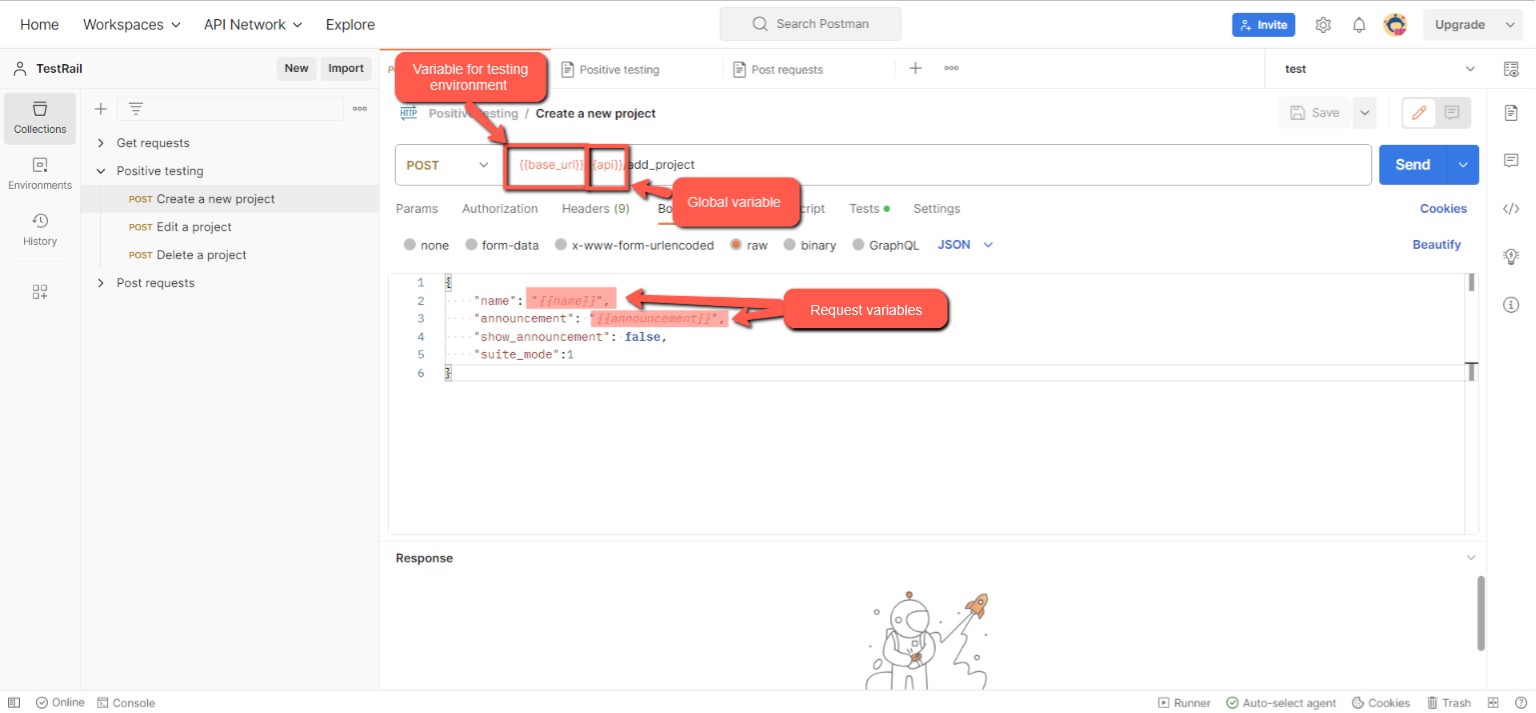 Home Workspaces API Network Explore Search Postman Invite Upgrade
TestRail New Import
Variable for testing
environment
Positive testing Post requests test
Collections
Environments
History
Get requests
Positive testing
POST Create a new project
POST Edit a project
POST Delete a project
Post requests
HTTP Positive testing / Create a new project Save
POST {{base_url}} {{api}}/add_project Send
Global variable
Params Authorization Headers (9) Tests Settings Cookies
none form-data x-www-form-urlencoded raw binary GraphQL JSON Beautify
1 {
2 "name": "{{name}}",
3 "announcement": "{{announcement}}",
4 "show_announcement": false,
5 "suite_mode":1
6 }
Request variables
Response
Online Console Runner Auto-select agent Cookies Trash